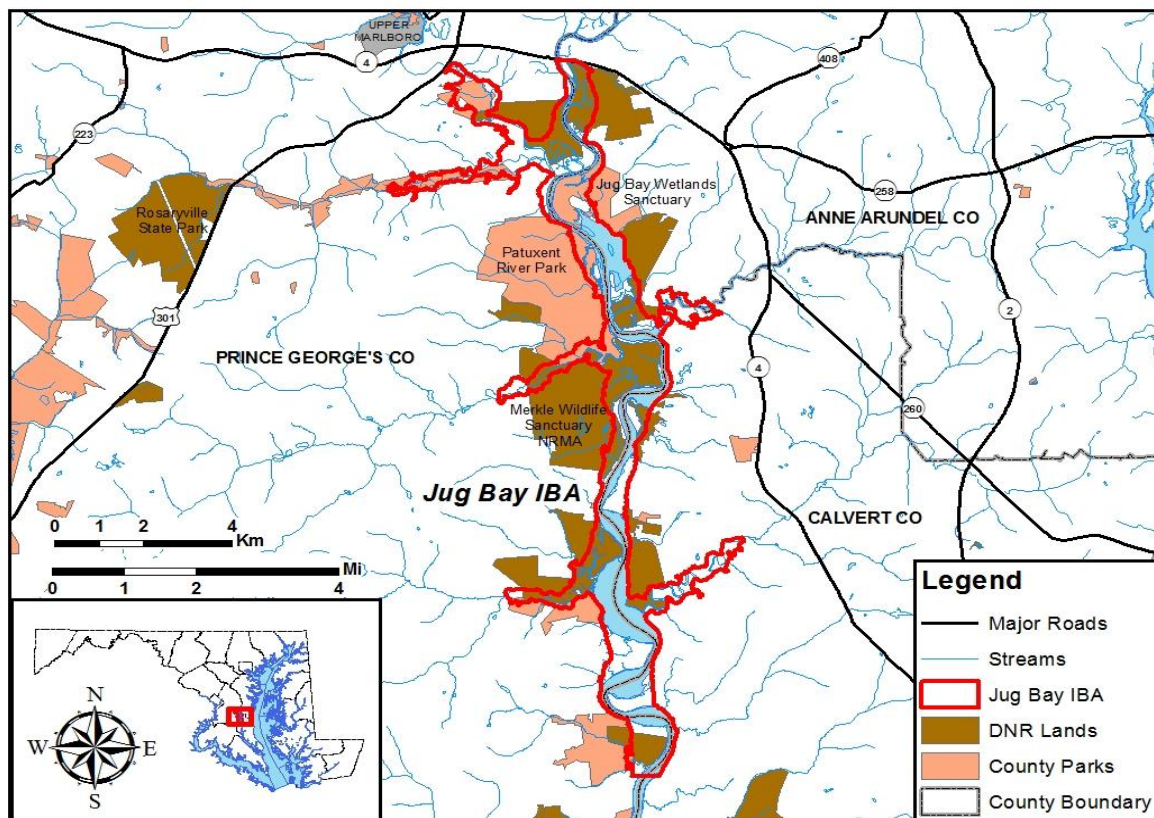 UPPER
MARLBORO
4
408
223
Jug Bay Wetlands
Sanctuary
258
ANNE ARUNDEL CO
Rosaryville
State Park
Patuxent
River Park
301
2
PRINCE GEORGE'S CO
4
260
Merkle Wildlife
Sanctuary
NRMA
Jug Bay IBA
CALVERT CO
0 1 2 4
Km
Mi
0 1 2 4
N
W E
S
Legend
Major Roads
Streams
Jug Bay IBA
DNR Lands
County Parks
County Boundary